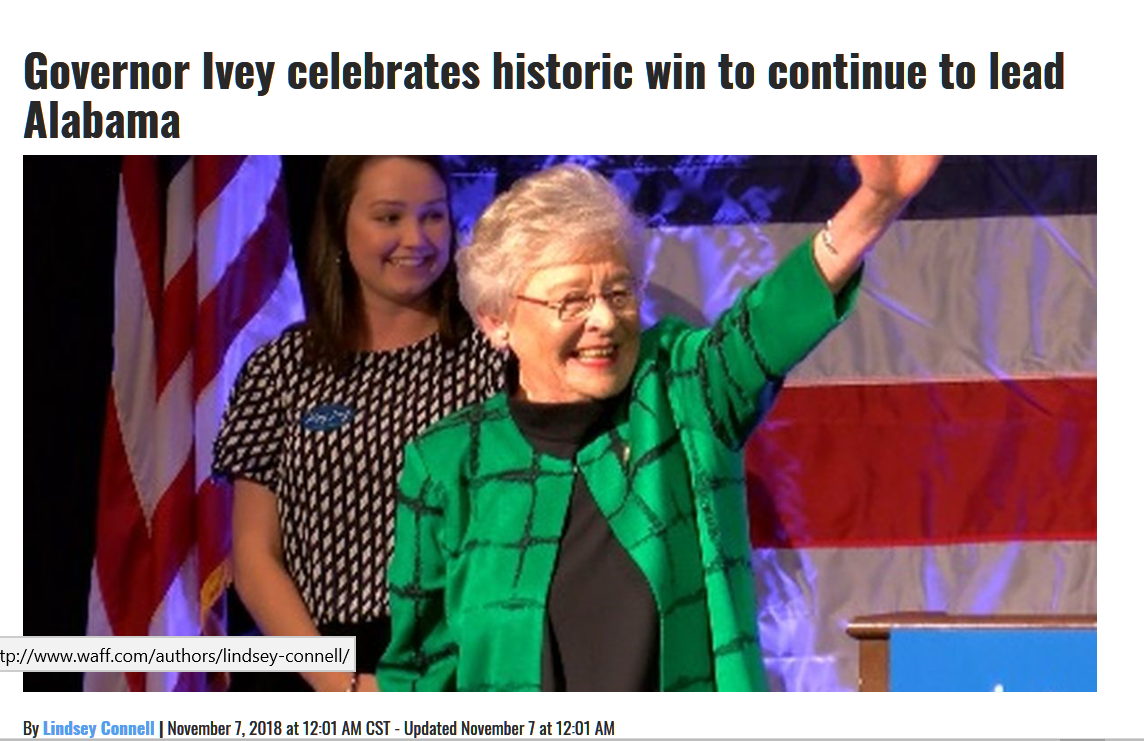 Governor Ivey celebrates historic win to continue to lead
Alabama
tp://www.waff.com/authors/lindsey-connell/
By Lindsey Connell | November 7, 2018 at 12:01 AM CST - Updated November 7 at 12:01 AM